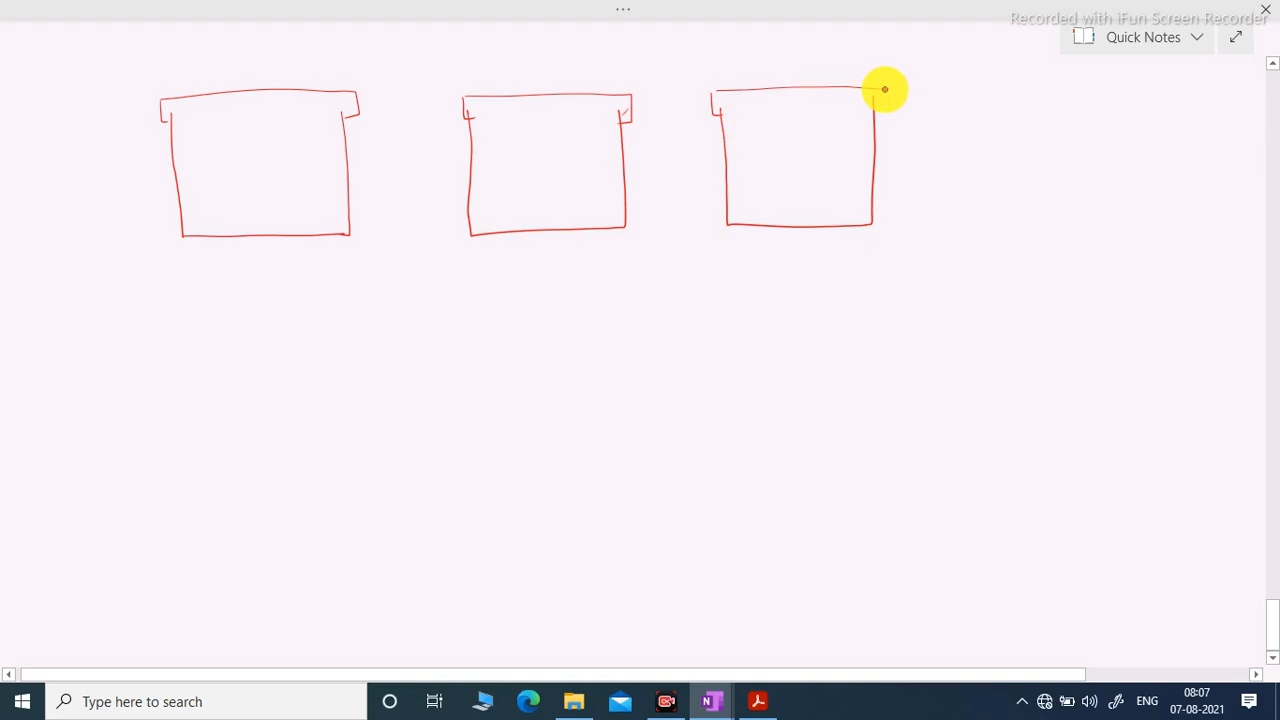 Recorded with iFun Screen Recorder
Quick Notes
Type here to search
N
ENG
08:07
07-08-2021